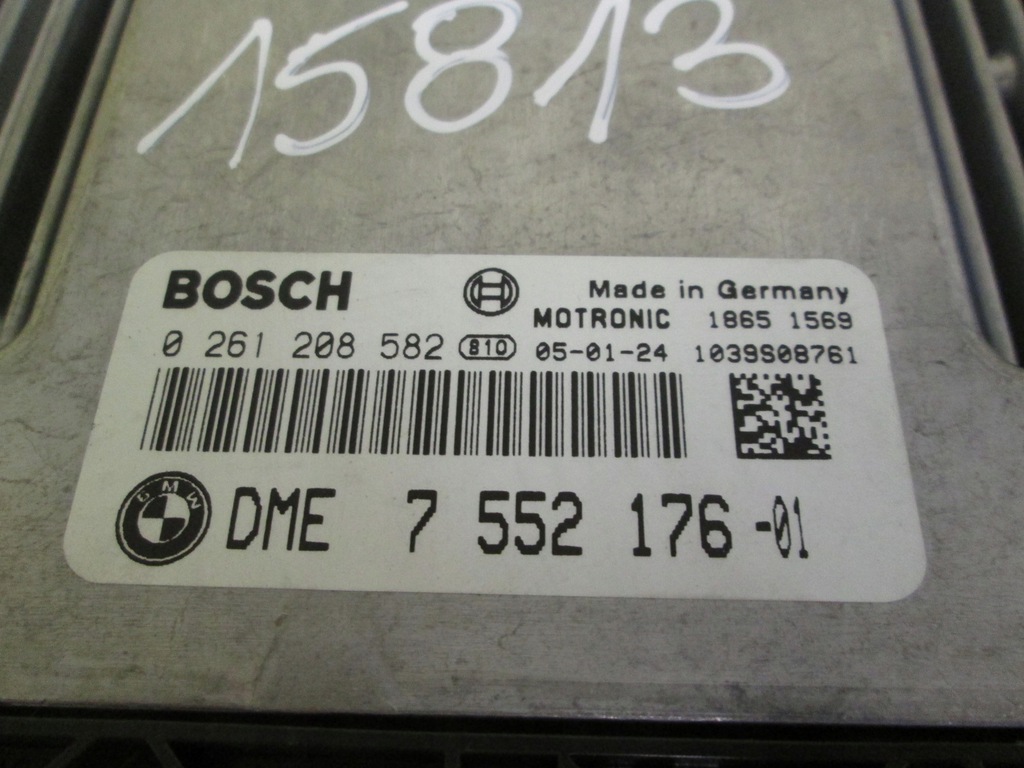 15813
BOSCH
Made in Germany
MOTRONIC 1865 1569
0 261 208 582 810 05-01-24 1039S08761
BMW DME 7 552 176-01